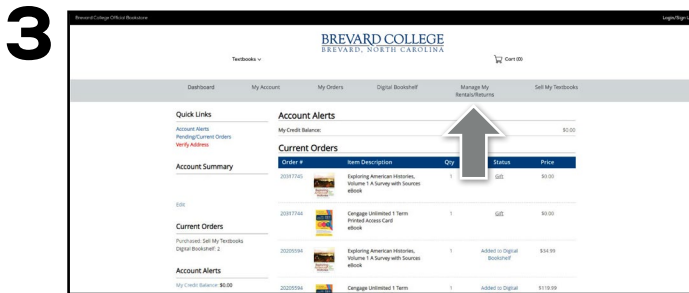 3
Brevard College Official Bookstore
Login/Sign-U
BREVARD COLLEGE
BREVARD, NORTH CAROLINA
Textbooks
Cart (0)
Dashboard
My Account
My Orders
Digital Bookshelf
Manage My
Rentals/Returns
Sell My Textbooks
Quick Links
Account Alerts
Pending/Current Orders
Verify Address
Account Summary
Edit
Current Orders
Purchased: Sell My Textbooks
Digital Bookshelf: 2
Account Alerts
My Credit Balance: $0.00
Account Alerts
My Credit Balance:
$0.00
Current Orders
Order # Item Description Qty Status Price
20317745 Exploring American Histories, 1 Gift $0.00
Volume 1 A Survey with Sources
eBook
20317744 Cengage Unlimited 1 Term 1 Gift $0.00
Printed Access Card
eBook
20205594 Exploring American Histories, 1 Added to Digital $34.99
Volume 1 A Survey with Sources Bookshelf
eBook
20205594 Cengage Unlimited 1 Term 1 Added to Digital $119.99